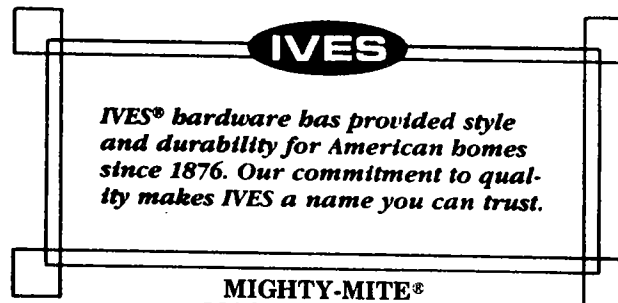 IVES
IVES® hardware has provided style
and durability for American homes
since 1876. Our commitment to qual-
ity makes IVES a name you can trust.
MIGHTY-MITE®